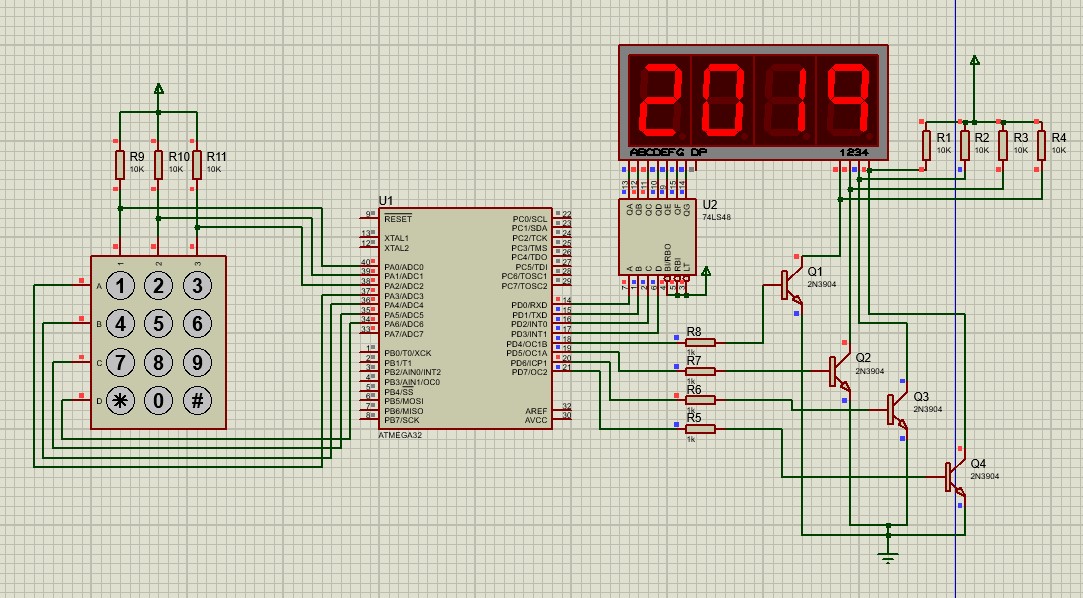 2019
ABCDEFG DP
1234
R9
10K
R10
10K
R11
10K
R1
10K
R2
10K
R3
10K
R4
10K
1
2
3
A
1 2 3
B
4 5 6
C
7 8 9
D
* 0 #
U1
9 RESET
13 XTAL1
12 XTAL2
40 PA0/ADC0
39 PA1/ADC1
38 PA2/ADC2
37 PA3/ADC3
36 PA4/ADC4
35 PA5/ADC5
34 PA6/ADC6
33 PA7/ADC7
1 PB0/T0/XCK
2 PB1/T1
3 PB2/AIN0/INT2
4 PB3/AIN1/OC0
5 PB4/SS
6 PB5/MOSI
7 PB6/MISO
8 PB7/SCK
PC0/SCL 22
PC1/SDA 23
PC2/TCK 24
PC3/TMS 25
PC4/TDO 26
PC5/TDI 27
PC6/TOSC1 28
PC7/TOSC2 29
PD0/RXD 14
PD1/TXD 15
PD2/INT0 16
PD3/INT1 17
PD4/OC1B 18
PD5/OC1A 19
PD6/ICP1 20
PD7/OC2 21
AREF 32
AVCC 30
ATMEGA32
U2
74LS48
13 12 11 10 9 15 14
QA QB QC QD QE QF QG
A B C D BI/RBO RBI LT
7 1 2 6 4 5 3
R8
1k
R7
1k
R6
1k
R5
1k
Q1
2N3904
Q2
2N3904
Q3
2N3904
Q4
2N3904